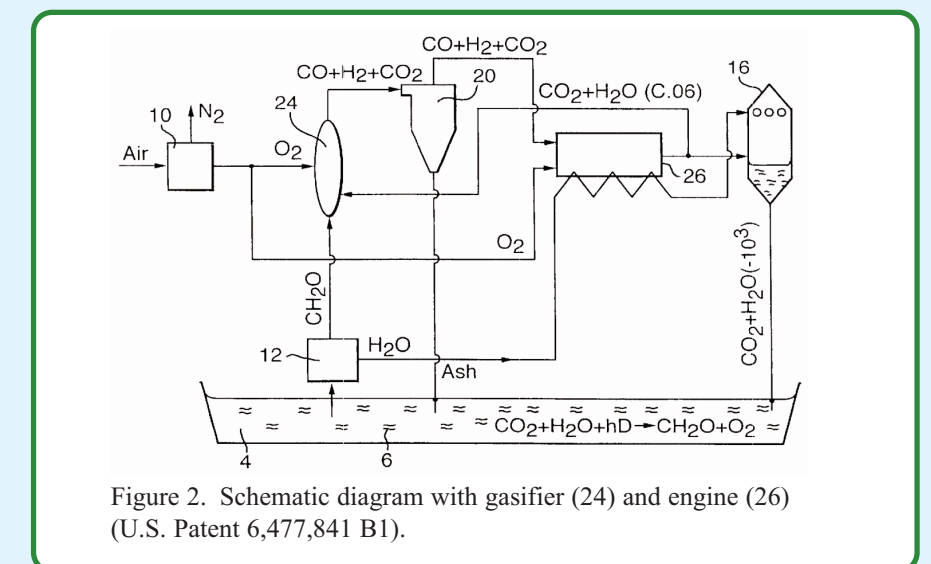 CO+H2+CO2
16
CO+H2+CO2
20
CO2+H2O (C.06)
24
10
N2
Air
O2
26
O2
CH2O
CO2+H2O(-10³)
12
H2O
Ash
CO2+H2O+hD→CH2O+O2
4
6
Figure 2. Schematic diagram with gasifier (24) and engine (26)
(U.S. Patent 6,477,841 B1).